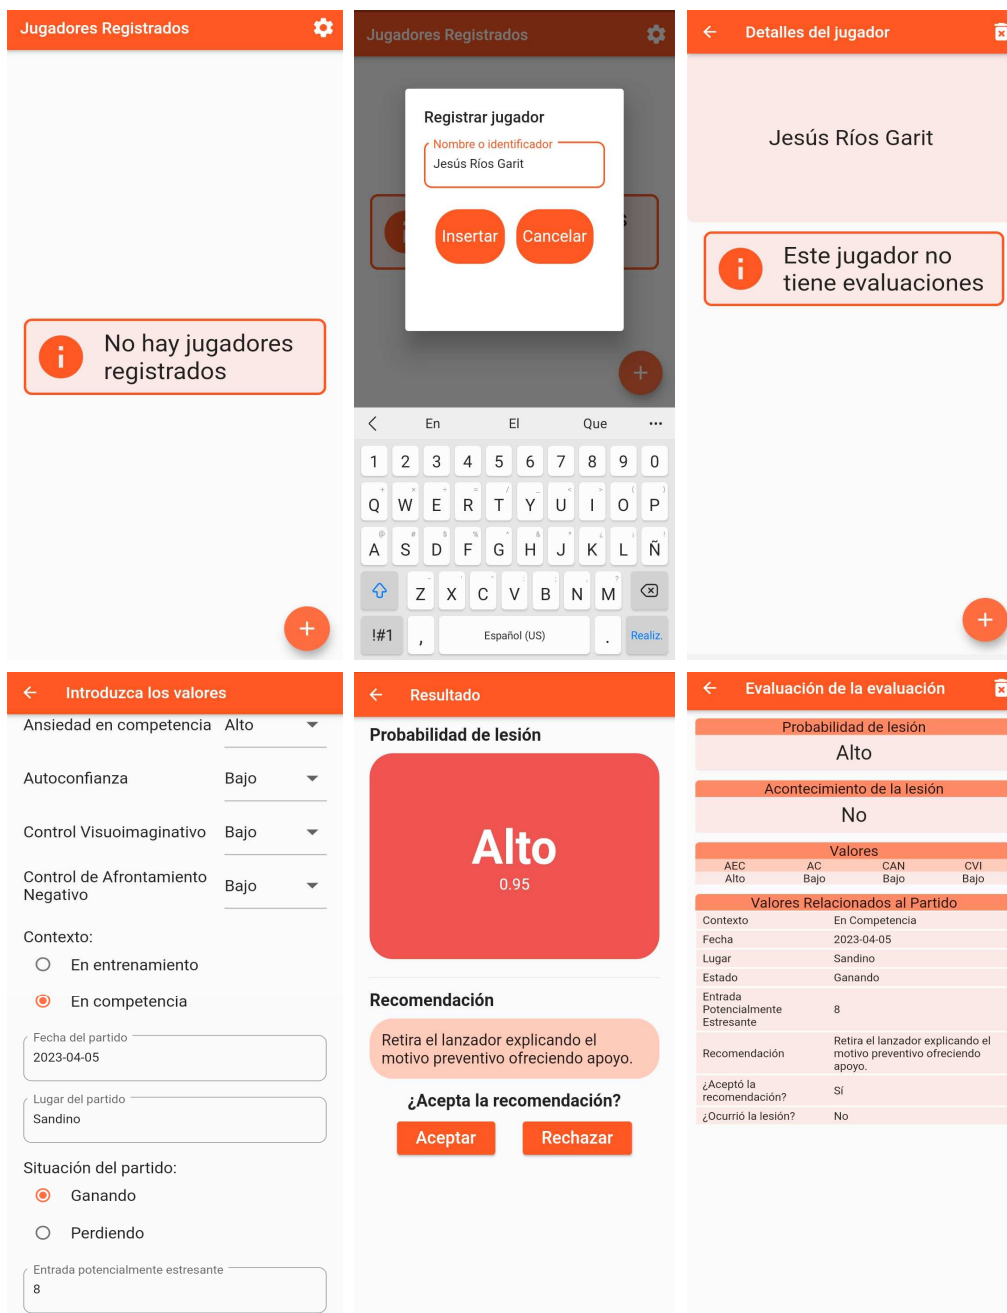 Jugadores Registrados
No hay jugadores
registrados
+
Jugadores Registrados
Registrar jugador
Nombre o identificador
Jesús Ríos Garit
Insertar Cancelar
+
En El Que ...
1 2 3 4 5 6 7 8 9 0
Q W E R T Y U I O P
A S D F G H J K L Ñ
Z X C V B N M
!#1 , Español (US) . Realiz.
Detalles del jugador
Jesús Ríos Garit
Este jugador no
tiene evaluaciones
+
Introduzca los valores
Ansiedad en competencia Alto
Autoconfianza Bajo
Control Visuoimaginativo Bajo
Control de Afrontamiento
Negativo Bajo
Contexto:
En entrenamiento
En competencia
Fecha del partido
2023-04-05
Lugar del partido
Sandino
Situación del partido:
Ganando
Perdiendo
Entrada potencialmente estresante
8
Resultado
Probabilidad de lesión
Alto
0.95
Recomendación
Retira el lanzador explicando el
motivo preventivo ofreciendo apoyo.
¿Acepta la recomendación?
Aceptar Rechazar
Evaluación de la evaluación
Probabilidad de lesión
Alto
Acontecimiento de la lesión
No
Valores
AEC AC CAN CVI
Alto Bajo Bajo Bajo
Valores Relacionados al Partido
Contexto En Competencia
Fecha 2023-04-05
Lugar Sandino
Estado Ganando
Entrada
Potencialmente 8
Estresante
Retira el lanzador explicando el
Recomendación motivo preventivo ofreciendo
apoyo.
¿Aceptó la
recomendación? Sí
¿Ocurrió la lesión? No